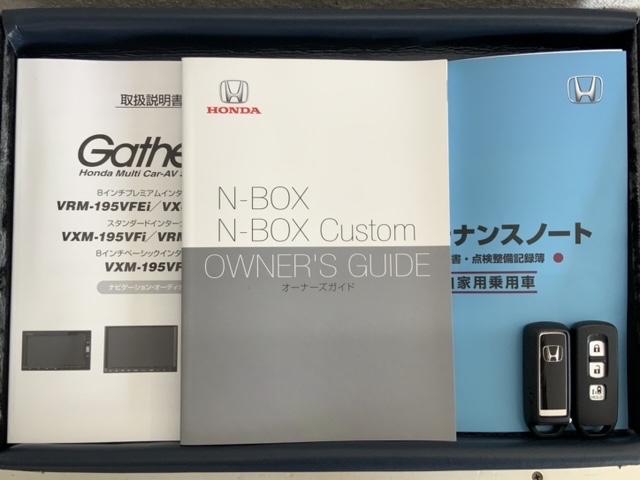 取扱説明書
Gathe
Honda Multi Car-AV
8インチプレミアムインタ
VRM-195VFEi/VX
スタンダードインター
VXM-195VFi/VRM
8インチベーシックインタ
VXM-195VF
ナビゲーション・オーディオ
HONDA
N-BOX
N-BOX Custom
OWNER'S GUIDE
オーナーズガイド
ナンスノート
書・点検整備記録簿
家用乗用車